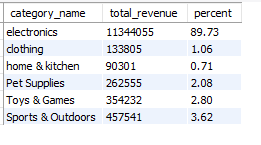 category_name total_revenue percent
electronics 11344055 89.73
clothing 133805 1.06
home & kitchen 90301 0.71
Pet Supplies 262555 2.08
Toys & Games 354232 2.80
Sports & Outdoors 457541 3.62